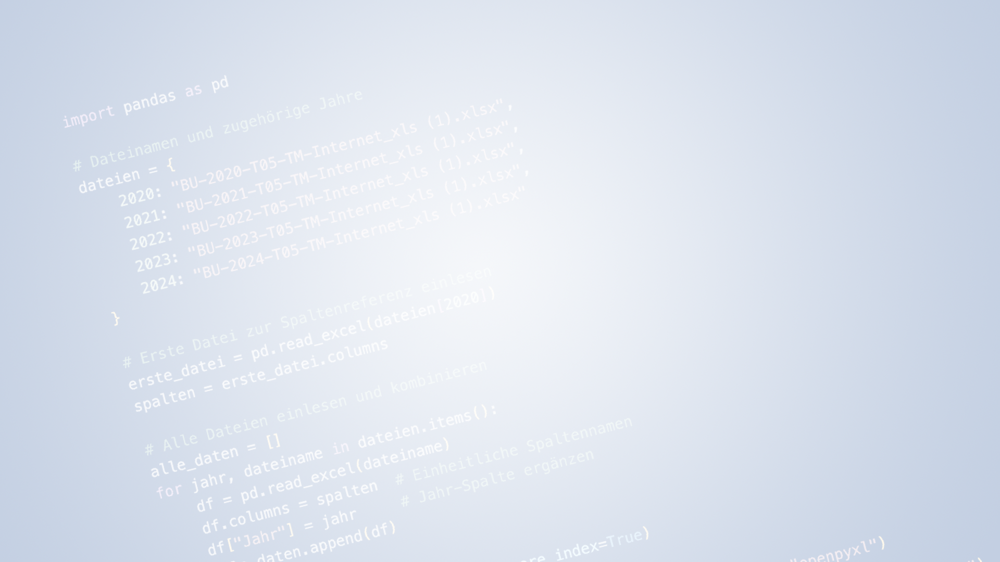 import pandas as pd
# Dateinamen und zugehörige Jahre
dateien = {
2020: "BU-2020-T05-TM-Internet_xls (1).xlsx",
2021: "BU-2021-T05-TM-Internet_xls (1).xlsx",
2022: "BU-2022-T05-TM-Internet_xls (1).xlsx",
2023: "BU-2023-T05-TM-Internet_xls (1).xlsx",
2024: "BU-2024-T05-TM-Internet_xls (1).xlsx"
}
# Erste Datei zur Spaltenreferenz einlesen
erste_datei = pd.read_excel(dateien[2020])
spalten = erste_datei.columns
# Alle Dateien einlesen und kombinieren
alle_daten = []
for jahr, dateiname in dateien.items():
df = pd.read_excel(dateiname)
df.columns = spalten # Einheitliche Spaltennamen
df["Jahr"] = jahr # Jahr-Spalte ergänzen
daten.append(df)
index=True)
"openpyxl")